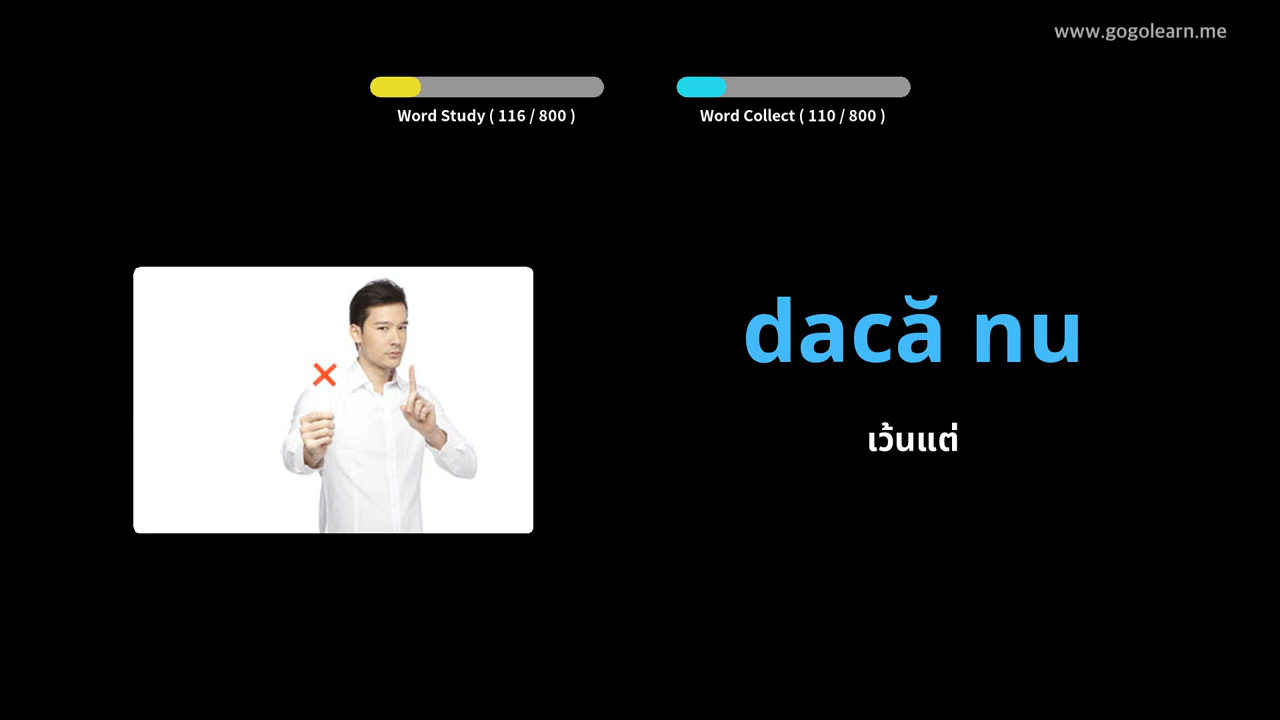 www.gogolearn.me
Word Study ( 116 / 800 )
Word Collect ( 110 / 800 )
dacă nu
เว้นแต่